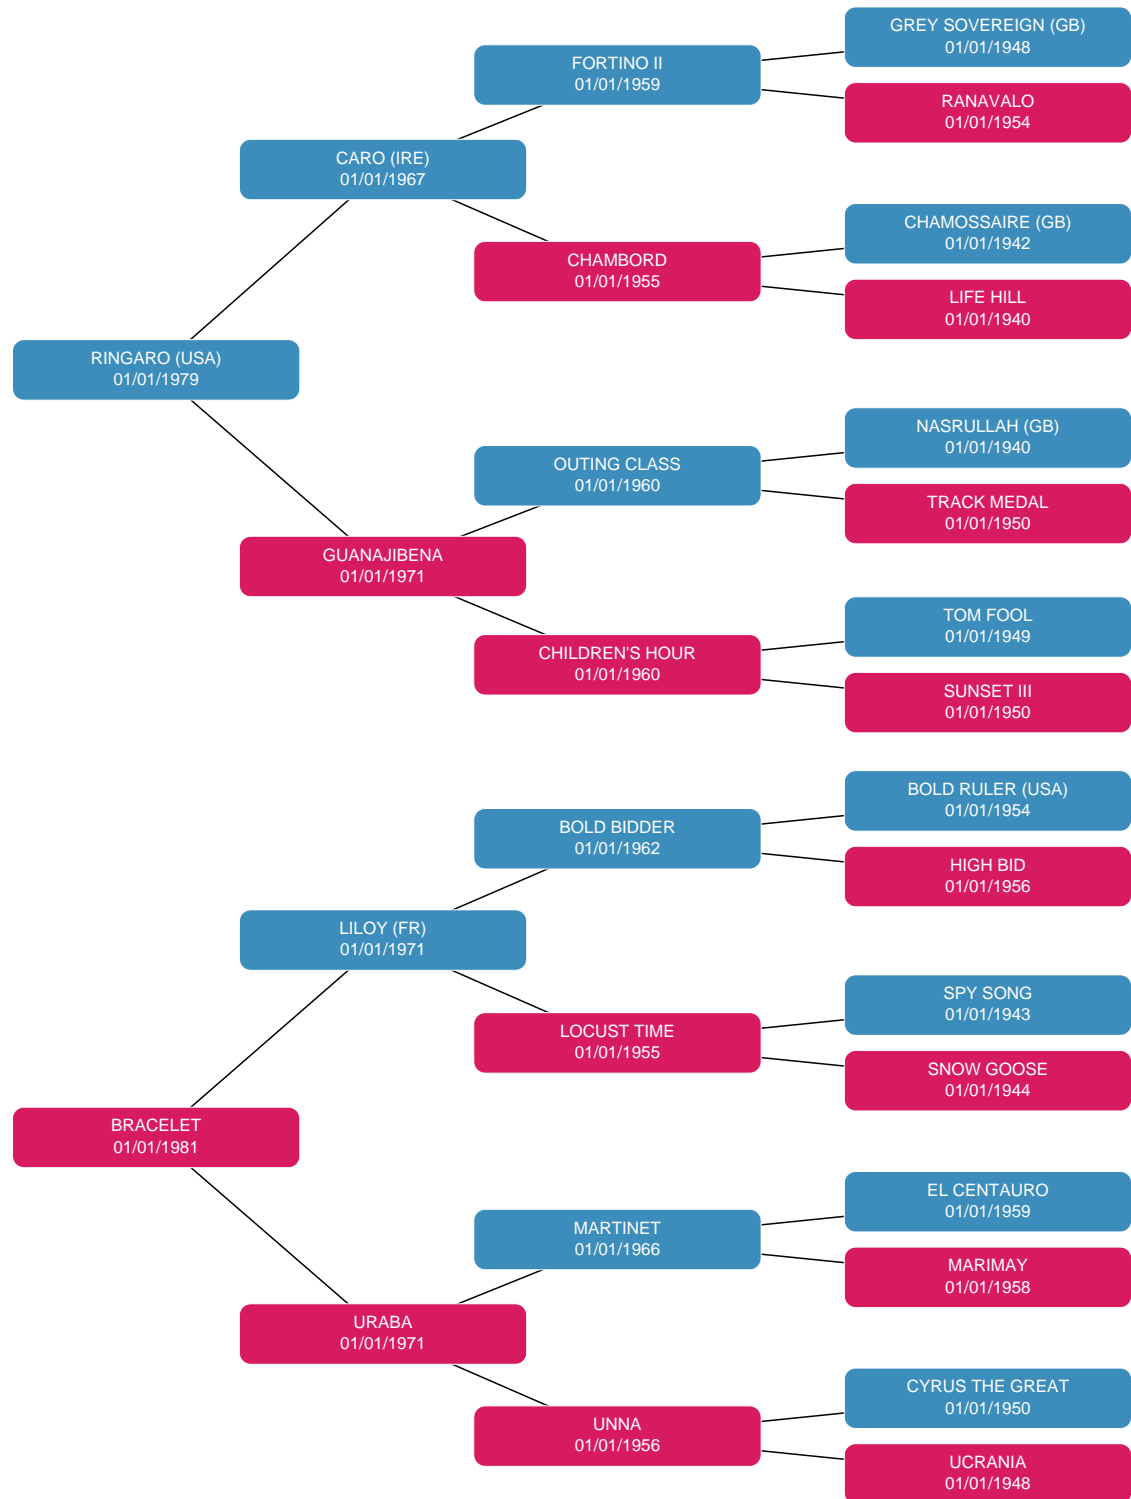 GREY SOVEREIGN (GB)
01/01/1948
FORTINO II
01/01/1959
RANAVALO
01/01/1954
CARO (IRE)
01/01/1967
CHAMOSSAIRE (GB)
01/01/1942
CHAMBORD
01/01/1955
LIFE HILL
01/01/1940
RINGARO (USA)
01/01/1979
NASRULLAH (GB)
01/01/1940
OUTING CLASS
01/01/1960
TRACK MEDAL
01/01/1950
GUANAJIBENA
01/01/1971
TOM FOOL
01/01/1949
CHILDREN'S HOUR
01/01/1960
SUNSET III
01/01/1950
BOLD RULER (USA)
01/01/1954
BOLD BIDDER
01/01/1962
HIGH BID
01/01/1956
LILOY (FR)
01/01/1971
SPY SONG
01/01/1943
LOCUST TIME
01/01/1955
SNOW GOOSE
01/01/1944
BRACELET
01/01/1981
EL CENTAURO
01/01/1959
MARTINET
01/01/1966
MARIMAY
01/01/1958
URABA
01/01/1971
CYRUS THE GREAT
01/01/1950
UNNA
01/01/1956
UCRANIA
01/01/1948